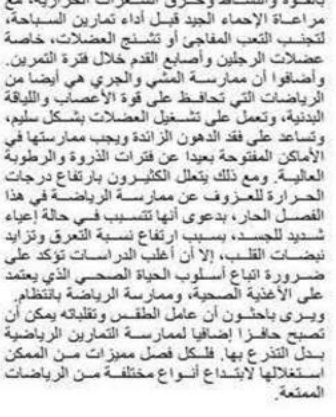 بالقوة والنشاط وحرق السعرات الحرارية، مع
مراعاة الإحماء الجيد قبل أداء تمارين السباحة،
لتجنب التعب المفاجئ أو تشنج العضلات، خاصة
عضلات الرجلين وأصابع القدم خلال فترة التمرين.
وأضافوا أن ممارسة المشي والجري هي أيضا من
الرياضات التي تحافظ على قوة الأعصاب واللياقة
البدنية، وتعمل على تشغيل العضلات بشكل سليم،
وتساعد على فقد الدهون الزائدة ويجب ممارستها في
الأماكن المفتوحة بعيدا عن فترات الذروة والرطوبة
العالية. ومع ذلك يتعلل الكثيرون بارتفاع درجات
الحرارة للعزوف عن ممارسة الرياضة في هذا
الفصل الحار، بدعوى أنها تتسبب في حالة إعياء
شديد للجسد، بسبب ارتفاع نسبة التعرق وتزايد
نبضات القلب، إلا أن أغلب الدراسات تؤكد على
ضرورة اتباع أسلوب الحياة الصحي الذي يعتمد
على الأغذية الصحية، وممارسة الرياضة بانتظام.
ويرى باحثون أن عامل الطقس وتقلباته يمكن أن
تصبح حافزا إضافيا لممارسة التمارين الرياضية
بدل التذرع بها. فلكل فصل مميزات من الممكن
استغلالها لابتداع أنواع مختلفة من الرياضات
الممتعة.